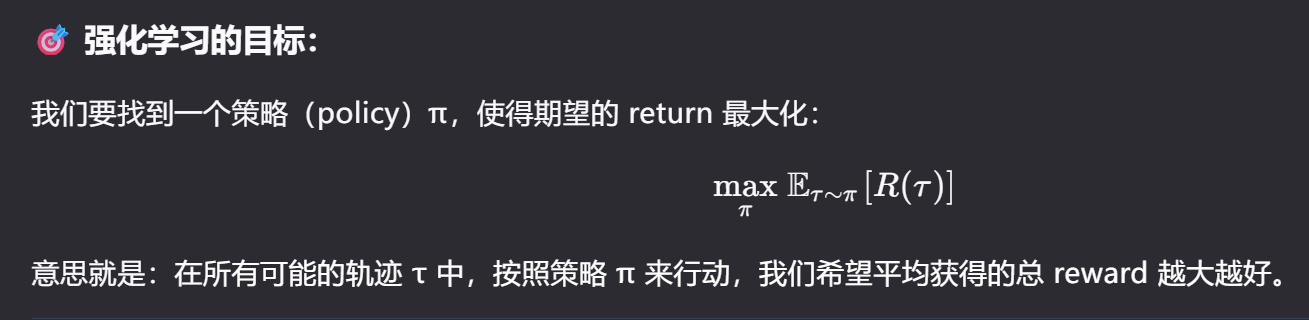 🎯 强化学习的目标：
我们要找到一个策略（policy）π，使得期望的 return 最大化：
max_π 𝔼_{τ∼π} [R(τ)]
意思就是：在所有可能的轨迹 τ 中，按照策略 π 来行动，我们希望平均获得的总 reward 越大越好。